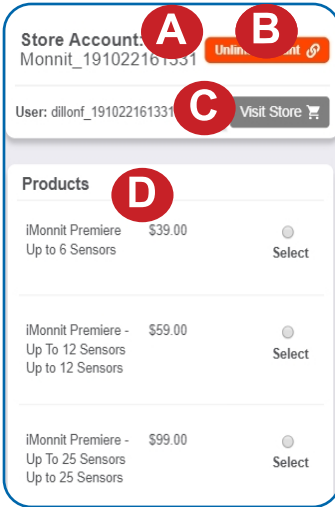 Store Account:
A
B
Monnit_191022161331
User: dillonf_191022161331
C
Visit Store
Products
D
iMonnit Premiere
Up to 6 Sensors
$39.00
Select
iMonnit Premiere -
Up To 12 Sensors
Up to 12 Sensors
$59.00
Select
iMonnit Premiere -
Up To 25 Sensors
Up to 25 Sensors
$99.00
Select